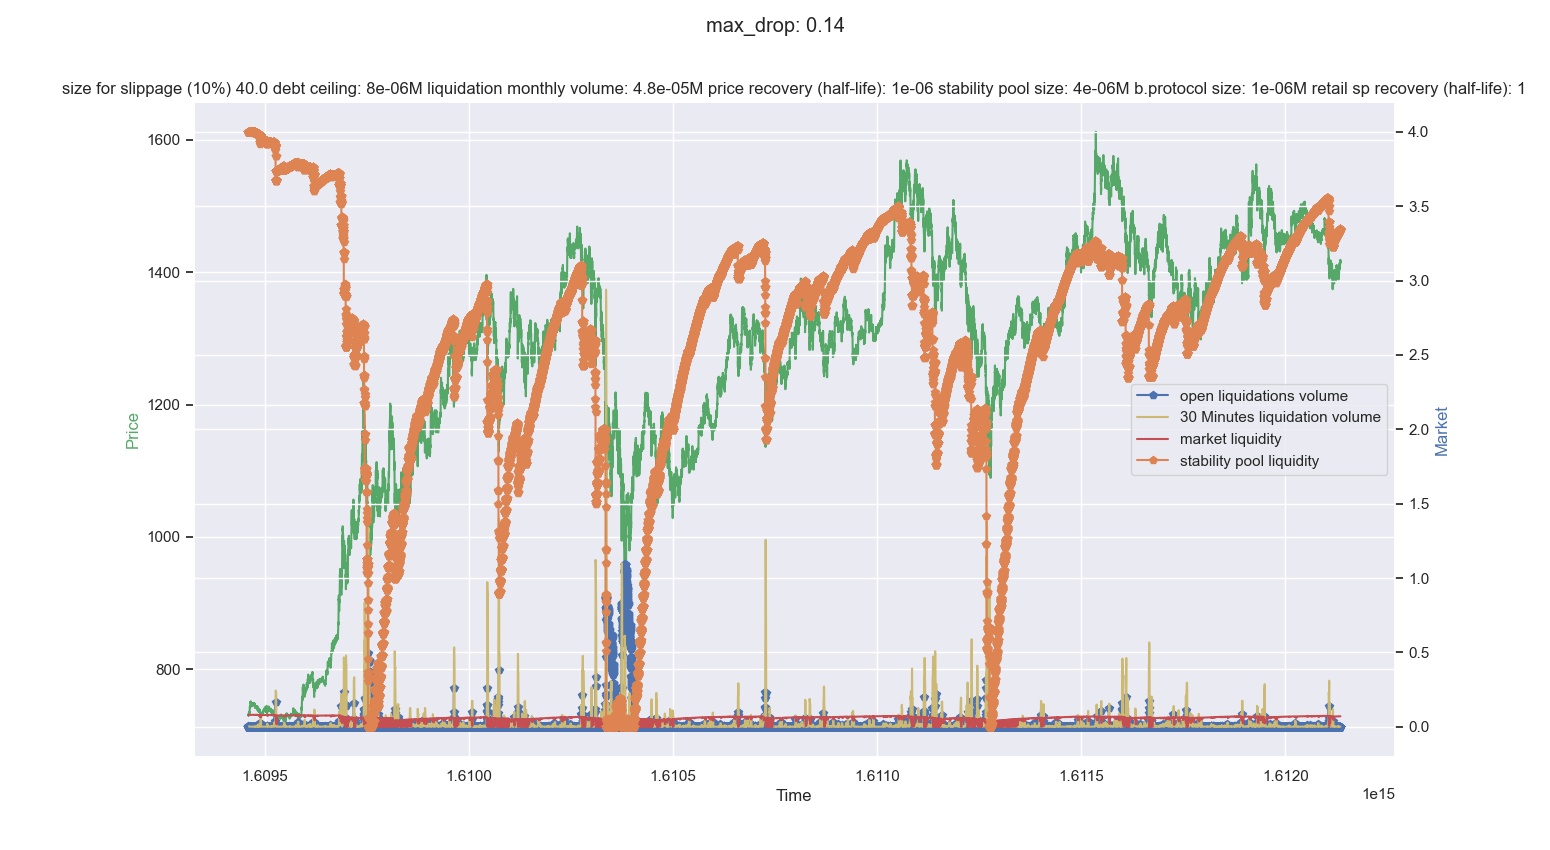 max_drop: 0.14
size for slippage (10%) 40.0 debt ceiling: 8e-06M liquidation monthly volume: 4.8e-05M price recovery (half-life): 1e-06 stability pool size: 4e-06M b.protocol size: 1e-06M retail sp recovery (half-life): 1
1600
1400
1200
1000
800
Price
4.0
3.5
3.0
2.5
2.0
1.5
1.0
0.5
0.0
Market
open liquidations volume
30 Minutes liquidation volume
market liquidity
stability pool liquidity
1.6095 1.6100 1.6105 1.6110 1.6115 1.6120
Time
1e15